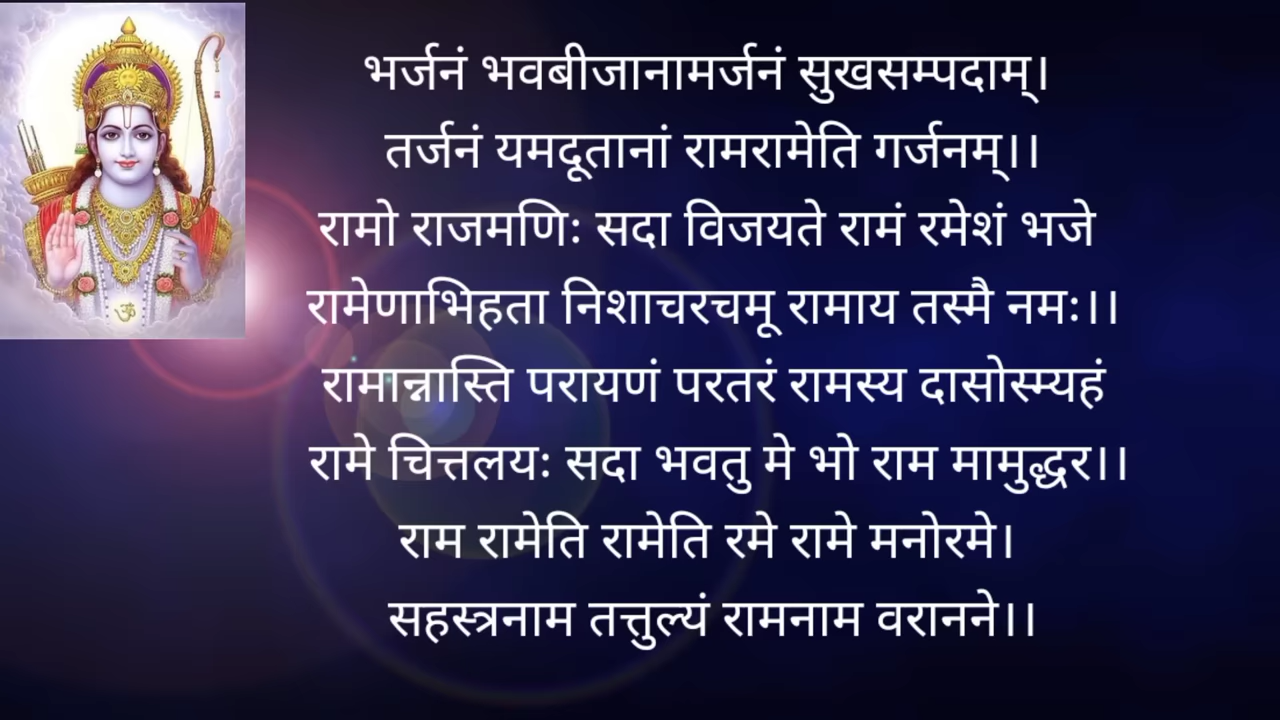 भर्जनं भवबीजानामर्जनं सुखसम्पदाम्।
तर्जनं यमदूतानां रामरामेति गर्जनम्।।
रामो राजमणिः सदा विजयते रामं रमेशं भजे
रामेणाभिहता निशाचरचमू रामाय तस्मै नमः।।
रामान्नास्ति परायणं परतरं रामस्य दासोस्म्यहं
रामे चित्तलयः सदा भवतु मे भो राम मामुद्धर।।
राम रामेति रामेति रमे रामे मनोरमे।
सहस्त्रनाम तत्तुल्यं रामनाम वरानने।।
ॐ